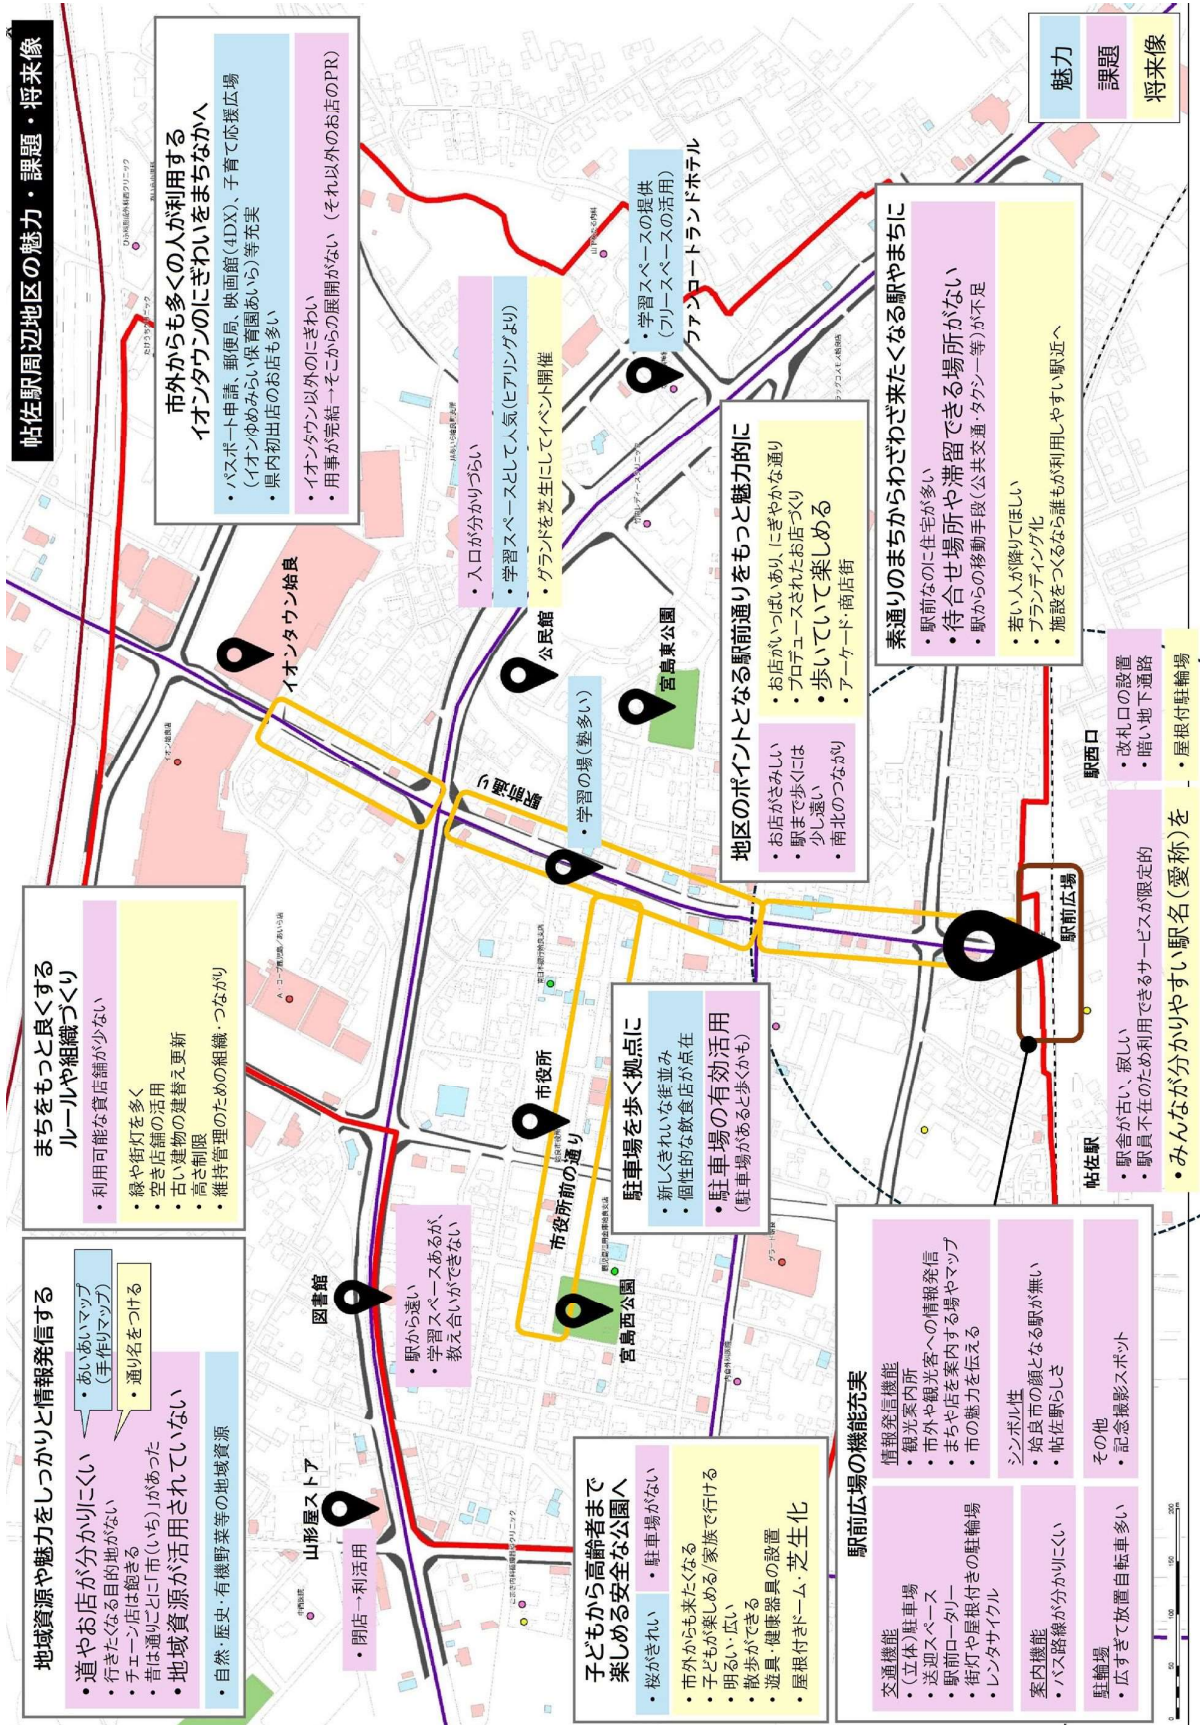 帖佐駅周辺地区の魅力・課題・将来像
地域資源や魅力をしっかりと情報発信する
・道やお店が分かりにくい
・行きたくなる目的地がない
・チェーン店は飽きる
・昔は通りごとに「市(いち)」があった
・地域資源が活用されていない
・あいあいマップ
(手作りマップ)
・通り名をつける
・自然・歴史・有機野菜等の地域資源
まちをもっと良くする
ルールや組織づくり
・利用可能な貸店舗が少ない
・緑や街灯を多く
・空き店舗の活用
・古い建物の建替え更新
・高さ制限
・維持管理のための組織・つながり
市外からも多くの人が利用する
イオンタウンのにぎわいをまちなかへ
・パスポート申請、郵便局、映画館(4DX)、子育て応援広場
(イオンゆめみらい保育園あいら)等充実
・県内初出店のお店も多い
・イオンタウン以外のにぎわい
・用事が完結→そこからの展開がない (それ以外のお店のPR)
魅力
課題
将来像
イオンタウン姶良
イオン姶良店
たけうちクリニック
山形屋ストア
・閉店→利活用
中西医院
図書館
・駅から遠い
・学習スペースあるが、
教え合いができない
公民館
・入口が分かりづらい
・学習スペースとして人気(ヒアリングより)
・グランドを芝生にしてイベント開催
・学習スペースの提供
(フリースペースの活用)
ファンコートランドホテル
竹田レディースクリニック
宮島東公園
駅前通り
・学習の場(塾多い)
市役所
市役所前の通り
宮島西公園
駐車場を歩く拠点に
・新しくきれいな街並み
・個性的な飲食店が点在
・駐車場の有効活用
(駐車場があると歩くかも)
地区のポイントとなる駅前通りをもっと魅力的に
・お店がさみしい
・駅まで歩くには
少し遠い
・南北のつながり
・お店がいっぱいあり、にぎやかな通り
・プロデュースされたお店づくり
・歩いていて楽しめる
・アーケード・商店街
素通りのまちからわざわざ来たくなる駅やまちに
・駅前なのに住宅が多い
・待合せ場所や滞留できる場所がない
・駅からの移動手段(公共交通・タクシー等)が不足
・若い人が降りてほしい
・ブランディング化
・施設をつくるなら誰もが利用しやすい駅近へ
子どもから高齢者まで
楽しめる安全な公園へ
・桜がきれい
・駐車場がない
・市外からも来たくなる
・子どもが楽しめる/家族で行ける
・明るい・広い
・散歩ができる
・遊具・健康器具の設置
・屋根付きドーム・芝生化
駅前広場の機能充実
交通機能
・(立体)駐車場
・送迎スペース
・駅前ロータリー
・街灯や屋根付きの駐輪場
・レンタサイクル
案内機能
・バス路線が分かりにくい
駐輪場
・広すぎて放置自転車多い
情報発信機能
・観光案内所
・市外や観光客への情報発信
・まちや店を案内する場やマップ
・市の魅力を伝える
シンボル性
・姶良市の顔となる駅が無い
・帖佐駅らしさ
その他
・記念撮影スポット
駅前広場
帖佐駅
・駅舎が古い、寂しい
・駅員不在のため利用できるサービスが限定的
・みんなが分かりやすい駅名(愛称)を
駅西口
・改札口の設置
・暗い地下通路
・屋根付駐輪場
0 50 100 150 200